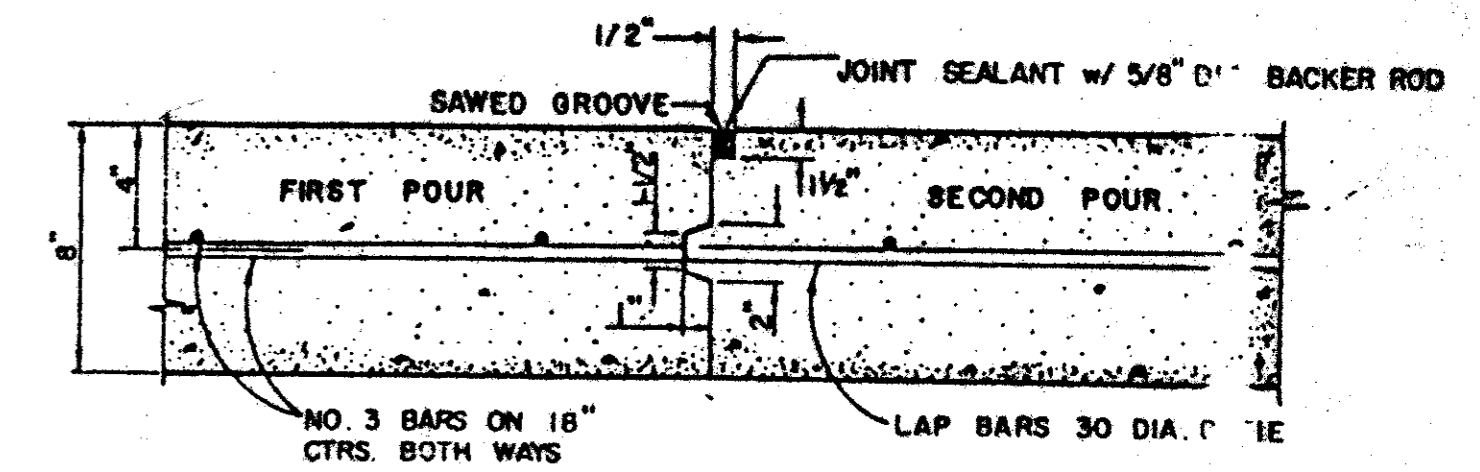 1/2"
JOINT SEALANT w/ 5/8" BACKER ROD
SAWED GROOVE
4"
8"
FIRST POUR
1-1/2"
1½"
SECOND POUR
1"
2"
NO. 3 BARS ON 18"
CTRS. BOTH WAYS
LAP BARS 30 DIA.